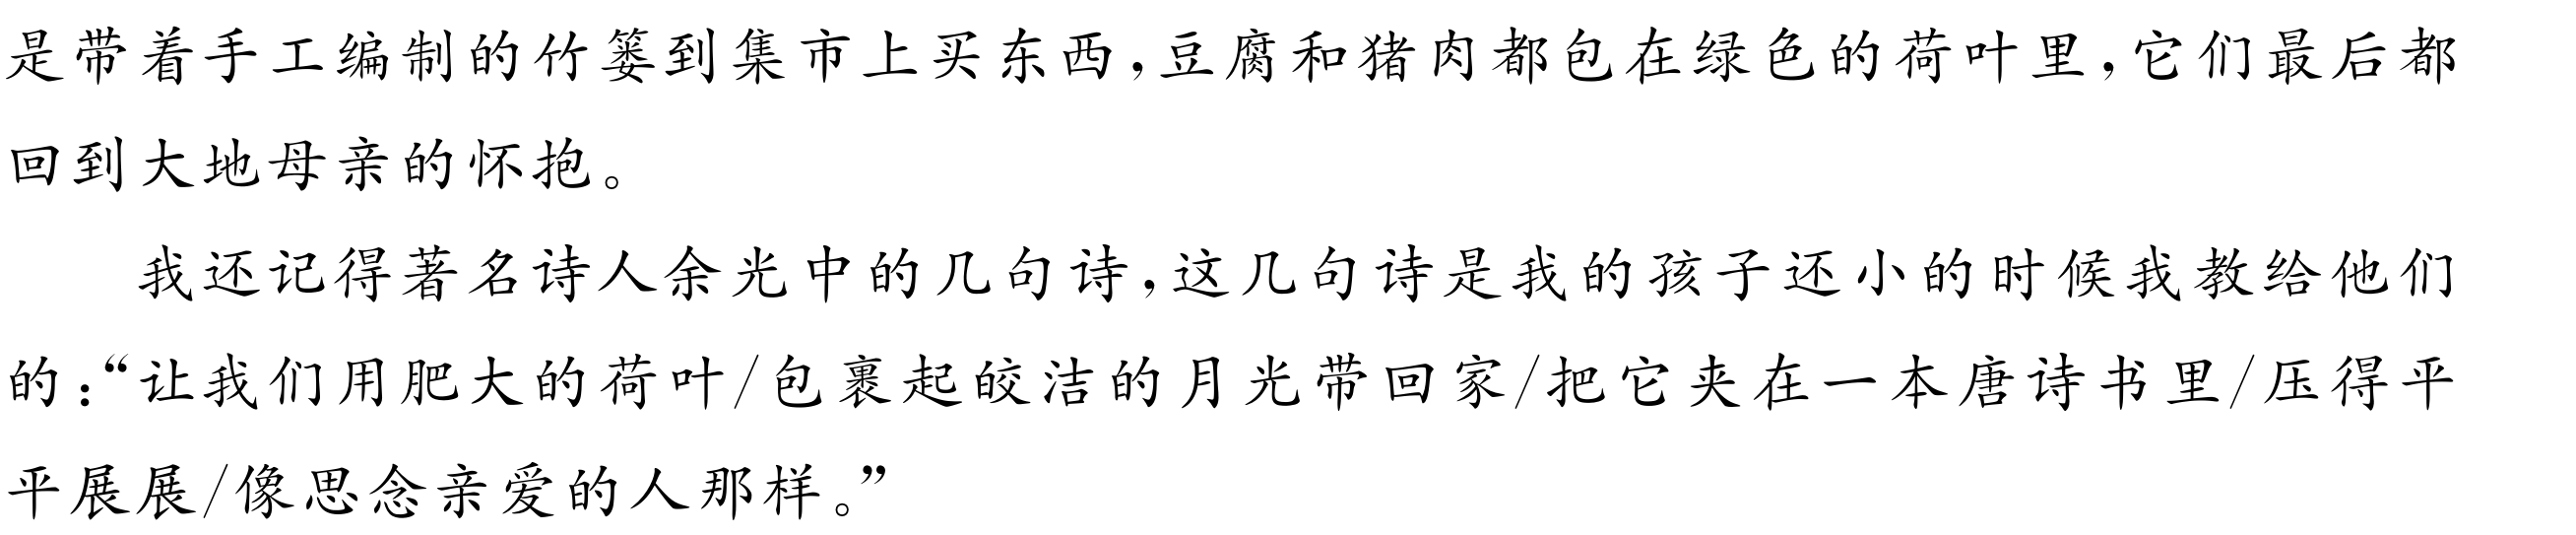 是带着手工编制的竹篓到集市上买东西,豆腐和猪肉都包在绿色的荷叶里,它们最后都
回到大地母亲的怀抱。
我还记得著名诗人余光中的几句诗,这几句诗是我的孩子还小的时候我教给他们
的:“让我们用肥大的荷叶/包裹起皎洁的月光带回家/把它夹在一本唐诗书里/压得平
平展展/像思念亲爱的人那样。”